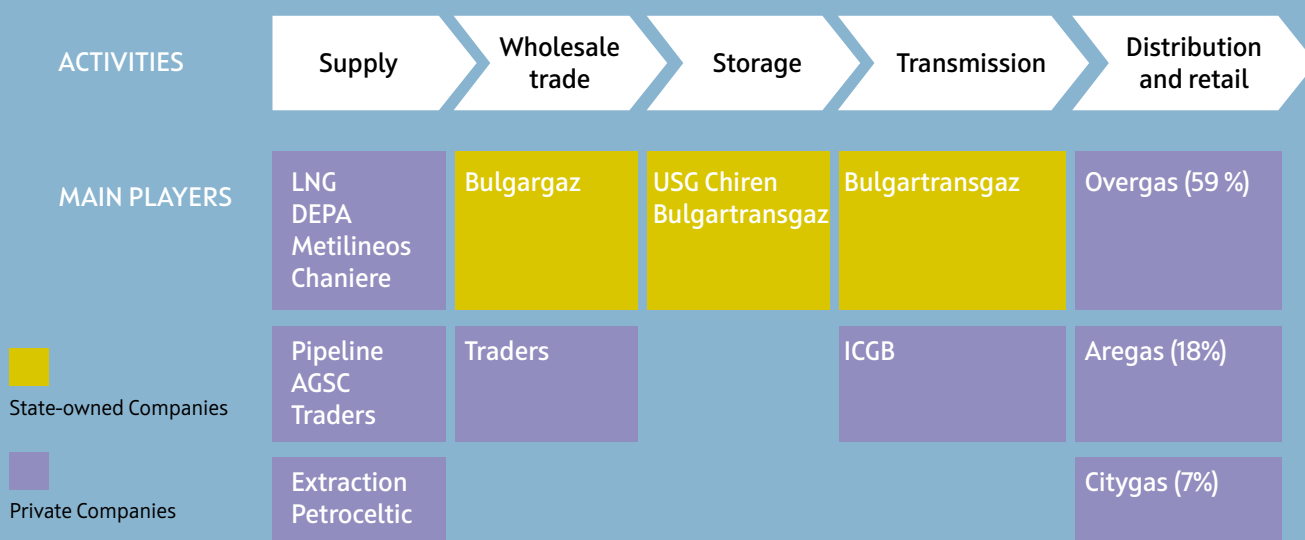 ACTIVITIES
Supply
Wholesale
trade
Storage
Transmission
Distribution
and retail
MAIN PLAYERS
LNG
DEPA
Metilineos
Chaniere
Bulgargaz
USG Chiren
Bulgartransgaz
Bulgartransgaz
Overgas (59 %)
Pipeline
AGSC
Traders
Traders
ICGB
Aregas (18%)
State-owned Companies
Extraction
Petroceltic
Citygas (7%)
Private Companies